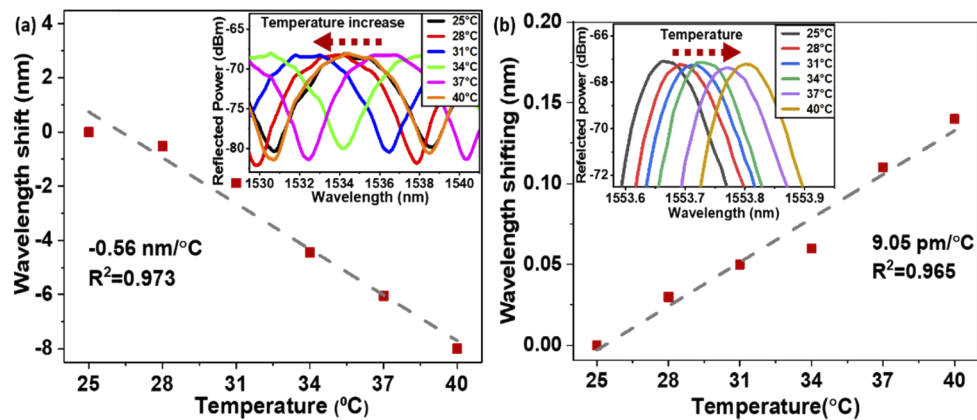 (a)
Wavelength shift (nm)
4
2
0
-2
-4
-6
-8
25
28
31
34
37
40
Temperature (⁰C)
-0.56 nm/°C
R²=0.973
Temperature increase
Reflected Power (dBm)
-65
-70
-75
-80
1530
1532
1534
1536
1538
1540
Wavelength (nm)
25°C
28°C
31°C
34°C
37°C
40°C
(b)
Wavelength shifting (nm)
0.20
0.15
0.10
0.05
0.00
25
28
31
34
37
40
Temperature(°C)
9.05 pm/°C
R²=0.965
Temperature
Refelcted Power (dBm)
-66
-68
-70
-72
1553.6
1553.7
1553.8
1553.9
Wavelength (nm)
25°C
28°C
31°C
34°C
37°C
40°C